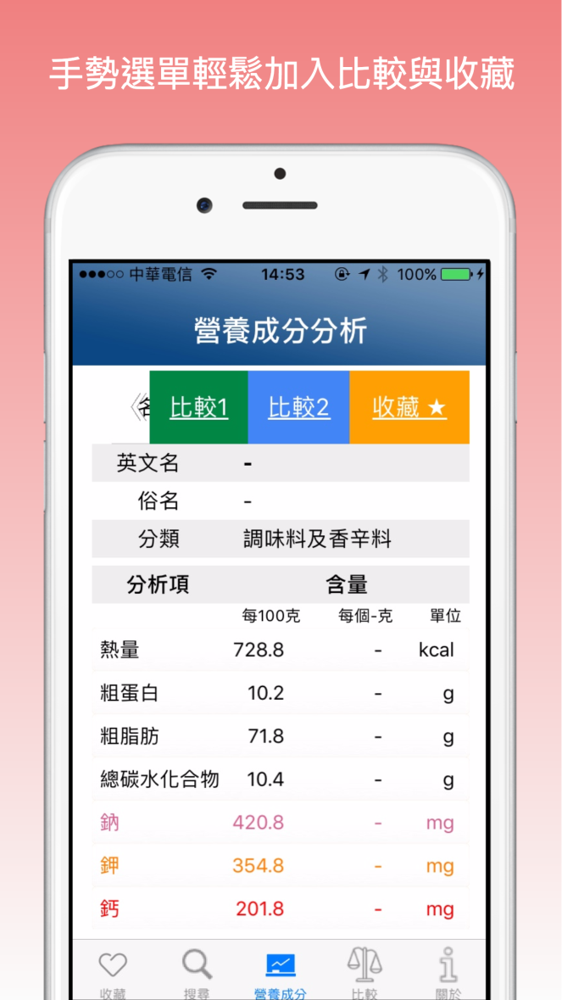 手勢選單輕鬆加入比較與收藏
中華電信 14:53 100%
營養成分分析
比較1 比較2 收藏 ★
英文名 -
俗名 -
分類 調味料及香辛料
分析項 含量
每100克 每個-克 單位
熱量 728.8 - kcal
粗蛋白 10.2 - g
粗脂肪 71.8 - g
總碳水化合物 10.4 - g
鈉 420.8 - mg
鉀 354.8 - mg
鈣 201.8 - mg
收藏 搜尋 營養成分 比較 關於